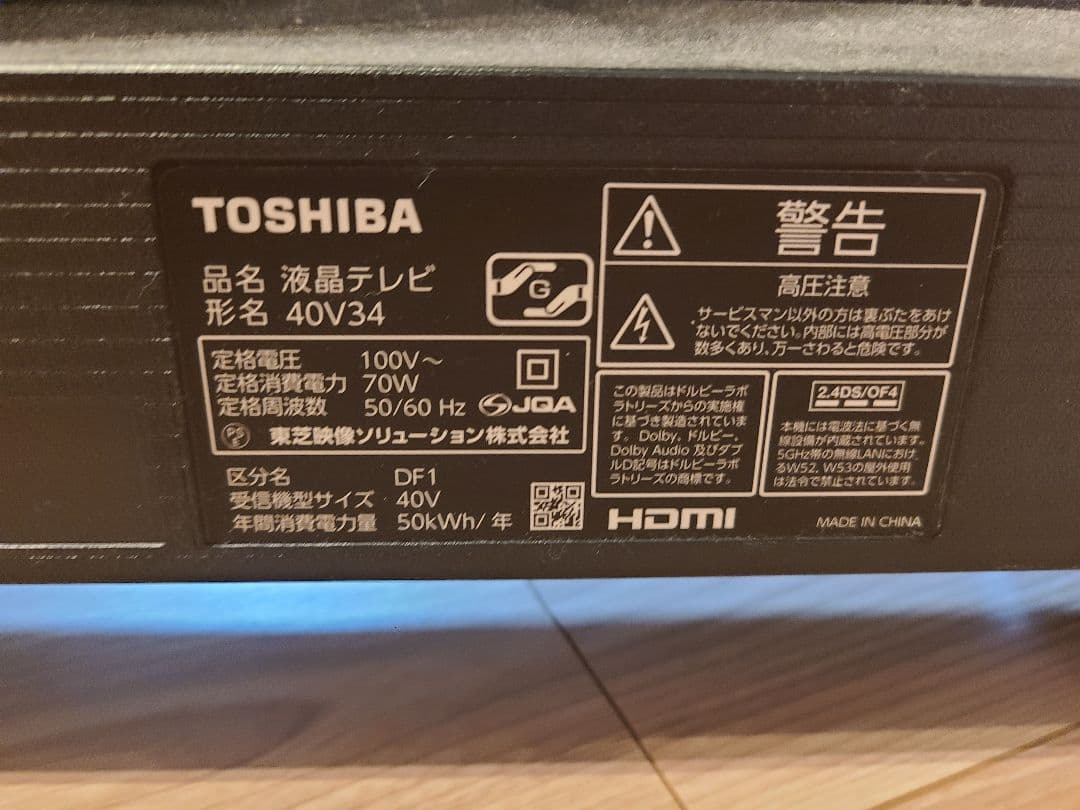 TOSHIBA
品名 液晶テレビ
形名 40V34
G
定格電圧 100V～
定格消費電力 70W
定格周波数 50/60 Hz
JQA
PS
E
東芝映像ソリューション株式会社
区分名 DF1
受信機型サイズ 40V
年間消費電力量 50kWh/年
警告
高圧注意
サービスマン以外の方は裏ぶたをあけ
ないでください。内部には高電圧部分が
数多くあり、万一さわると危険です。
この製品はドルビーラボ
ラトリーズからの実施権
に基づき製造されていま
す。Dolby、ドルビー、
Dolby Audio 及びダブ
ルD記号はドルビーラボ
ラトリーズの商標です。
2.4DS/OF4
本機には電波法に基づく無
線設備が内蔵されています。
5GHz帯の無線LANにおけ
るW52, W53の屋外使用
は法令で禁止されています。
HDMI
MADE IN CHINA